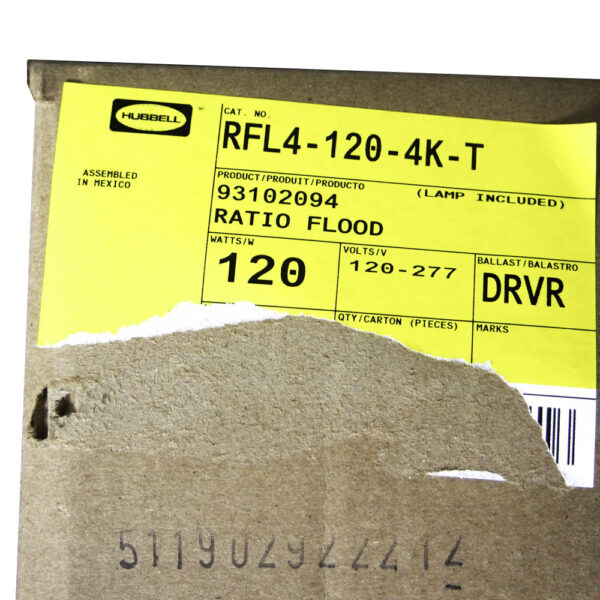 HUBBELL
CAT. NO.
RFL4-120-4K-T
ASSEMBLED
IN MEXICO
PRODUCT/PRODUIT/PRODUCTO
(LAMP INCLUDED)
93102094
RATIO FLOOD
WATTS/W
120
VOLTS/V
120-277
BALLAST/BALASTRO
DRVR
QTY/CARTON (PIECES)
MARKS
511902922212